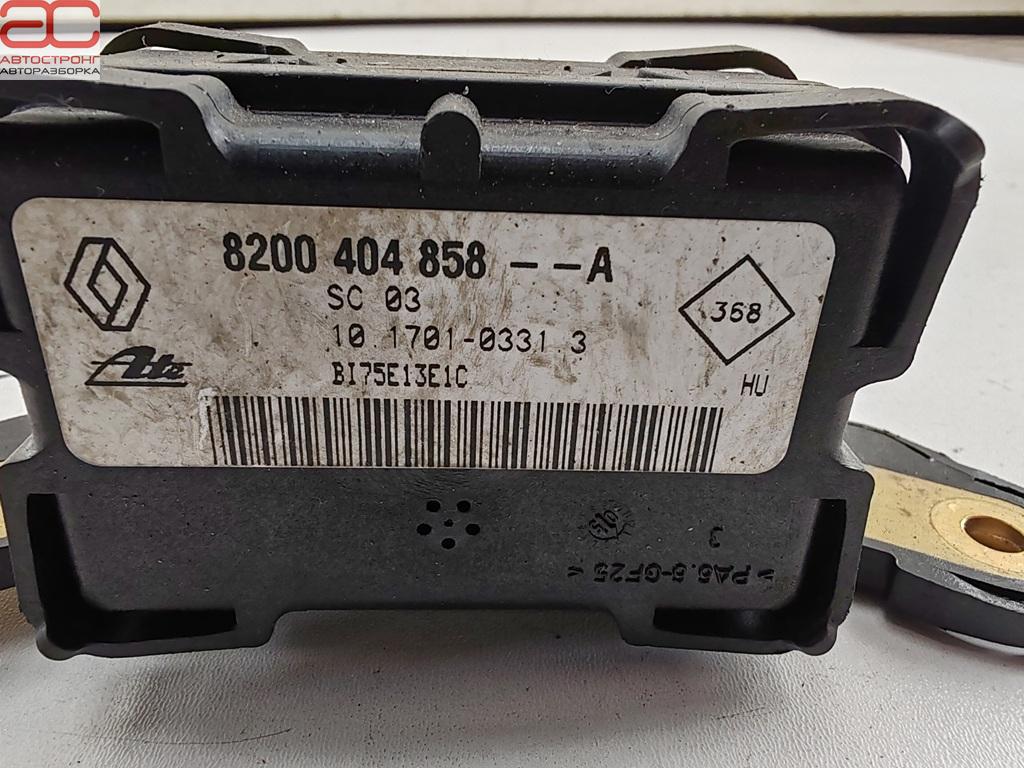 AC
АВТОСТРОНГ
АВТОРАЗБОРКА
8200 404 858 --A
SC 03
10.1701-0331.3
368
Ate
BI75E13E1C
HU
3
>PA6.6-GF25<